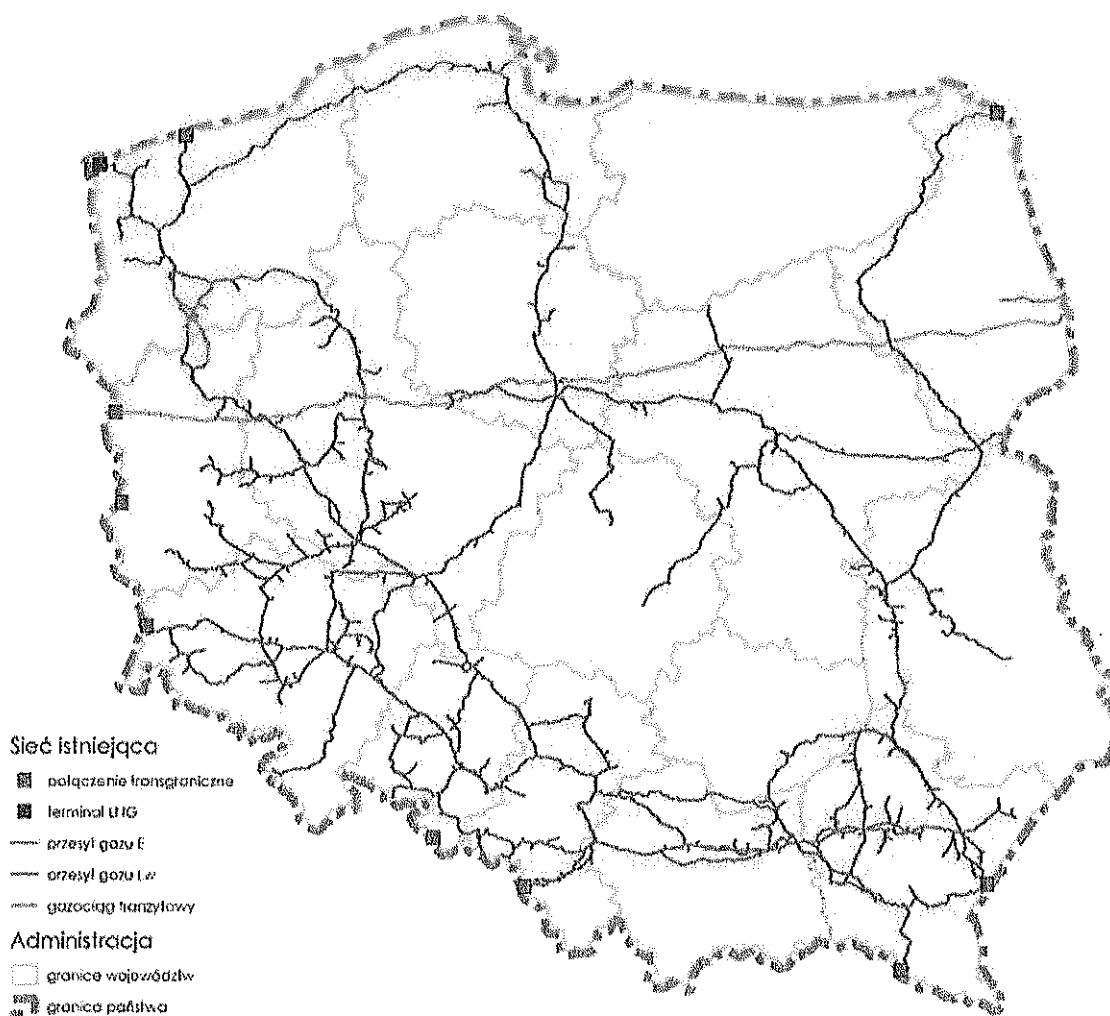 Sieć istniejąca
połączenie transgraniczne
terminal LNG
przesył gazu E
przesył gazu Lw
gazociąg tranzytowy
Administracja
granice województw
granica państwa